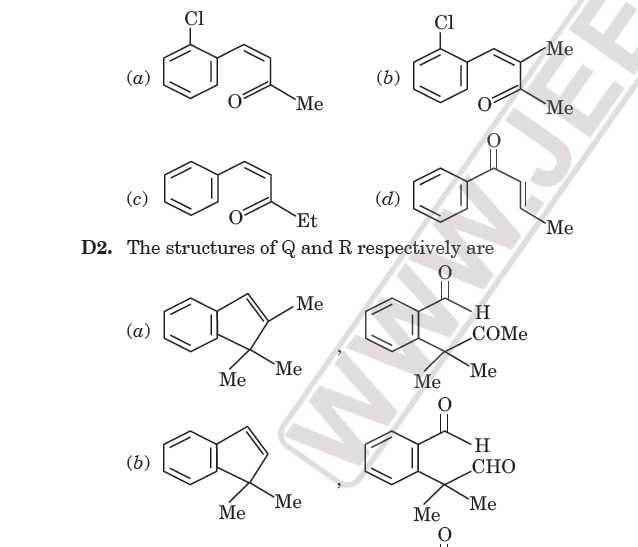 Cl Cl
(a) (b) Me
O Me O Me
O
(c) (d)
O Et Me
D2. The structures of Q and R respectively are
O
Me H
(a) COMe
Me , Me
Me Me
O
H
(b) CHO
Me , Me
Me Me
O
WWW.JEE